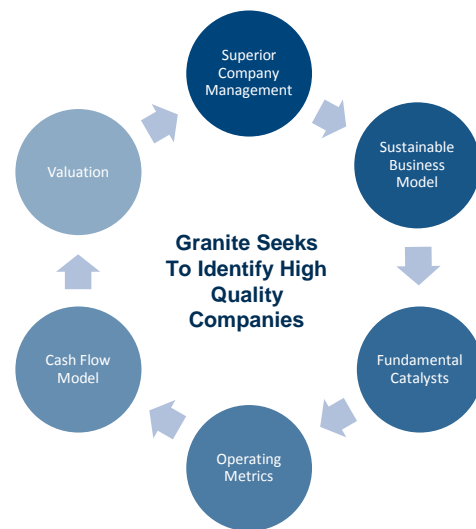 Superior
Company
Management
Sustainable
Business
Model
Fundamental
Catalysts
Operating
Metrics
Cash Flow
Model
Valuation
Granite Seeks
To Identify High
Quality
Companies